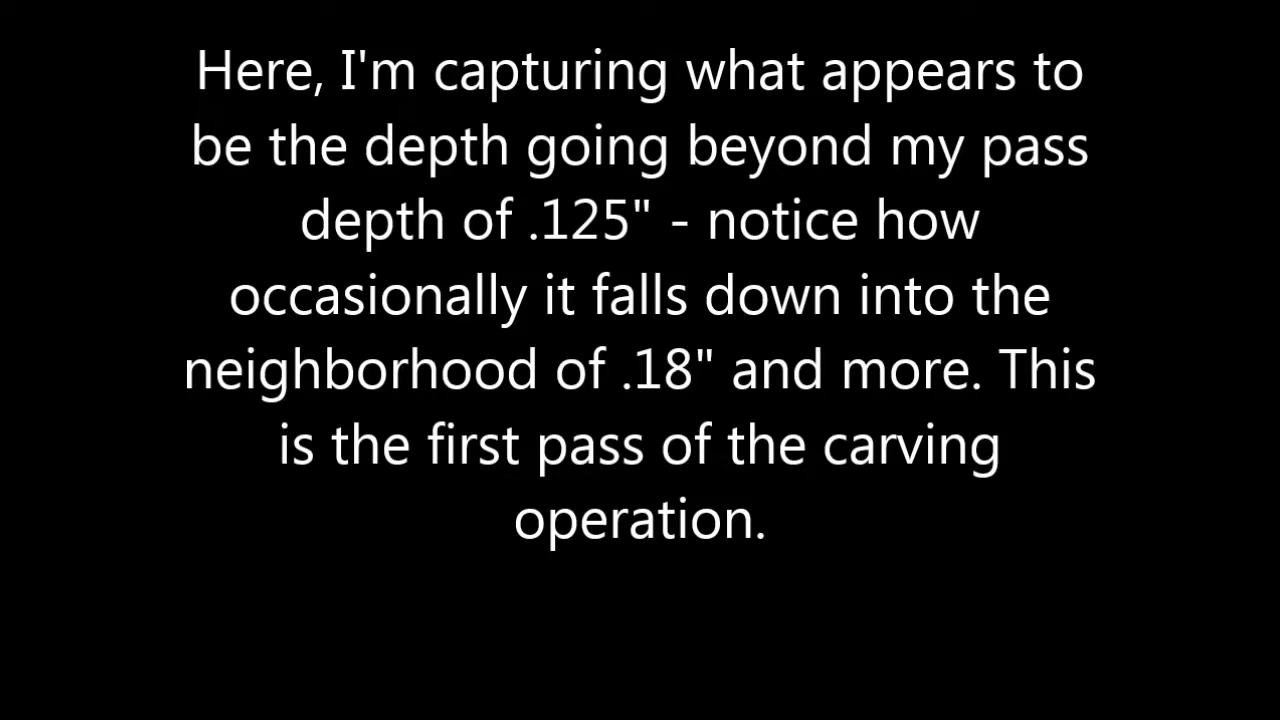 Here, I'm capturing what appears to
be the depth going beyond my pass
depth of .125" - notice how
occasionally it falls down into the
neighborhood of .18" and more. This
is the first pass of the carving
operation.